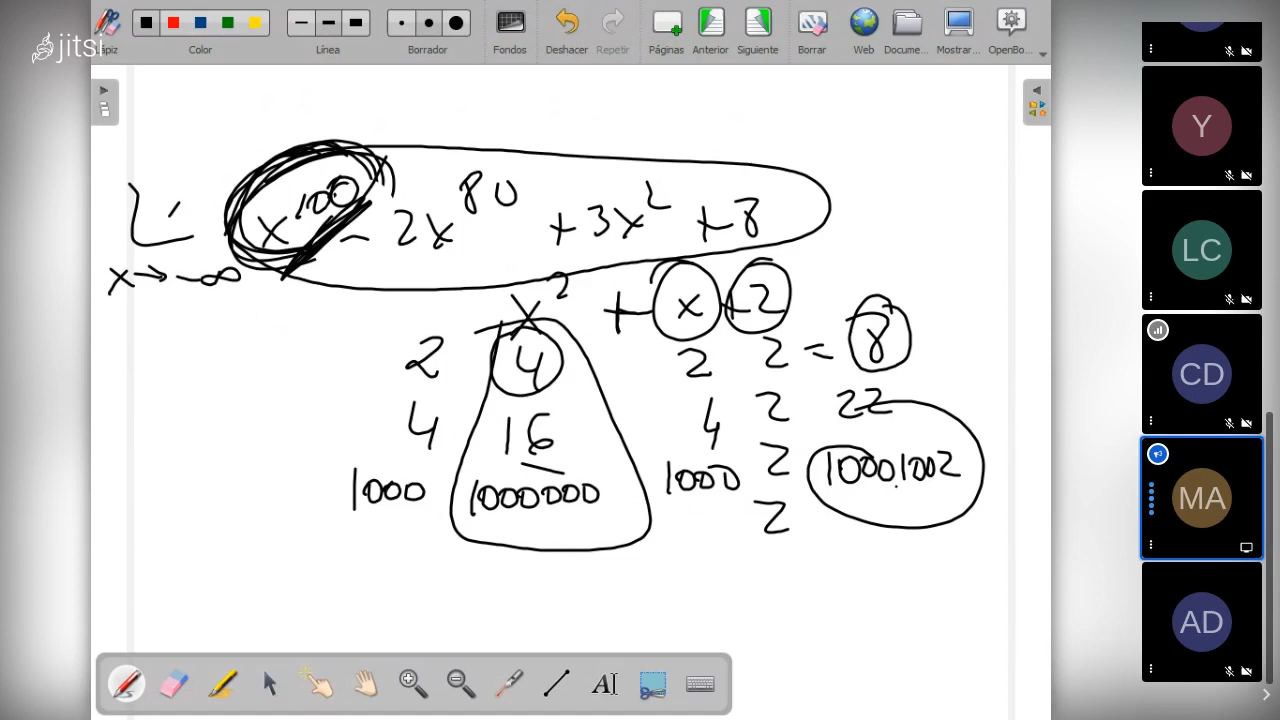 jitsi
Color
Línea
Borrador
Fondos
Deshacer
Repetir
Páginas
Anterior
Siguiente
Borrar
Web
Docume...
Mostrar...
OpenBo...
Li x^100 - 2x^80 + 3x^2 + 8
x → -∞
x^2 + x + 2
2 4 2 2 = 8
4 16 4 2 22
1000 1000000 1000 2 1000.1002
2
Y
LC
CD
MA
AD
AI